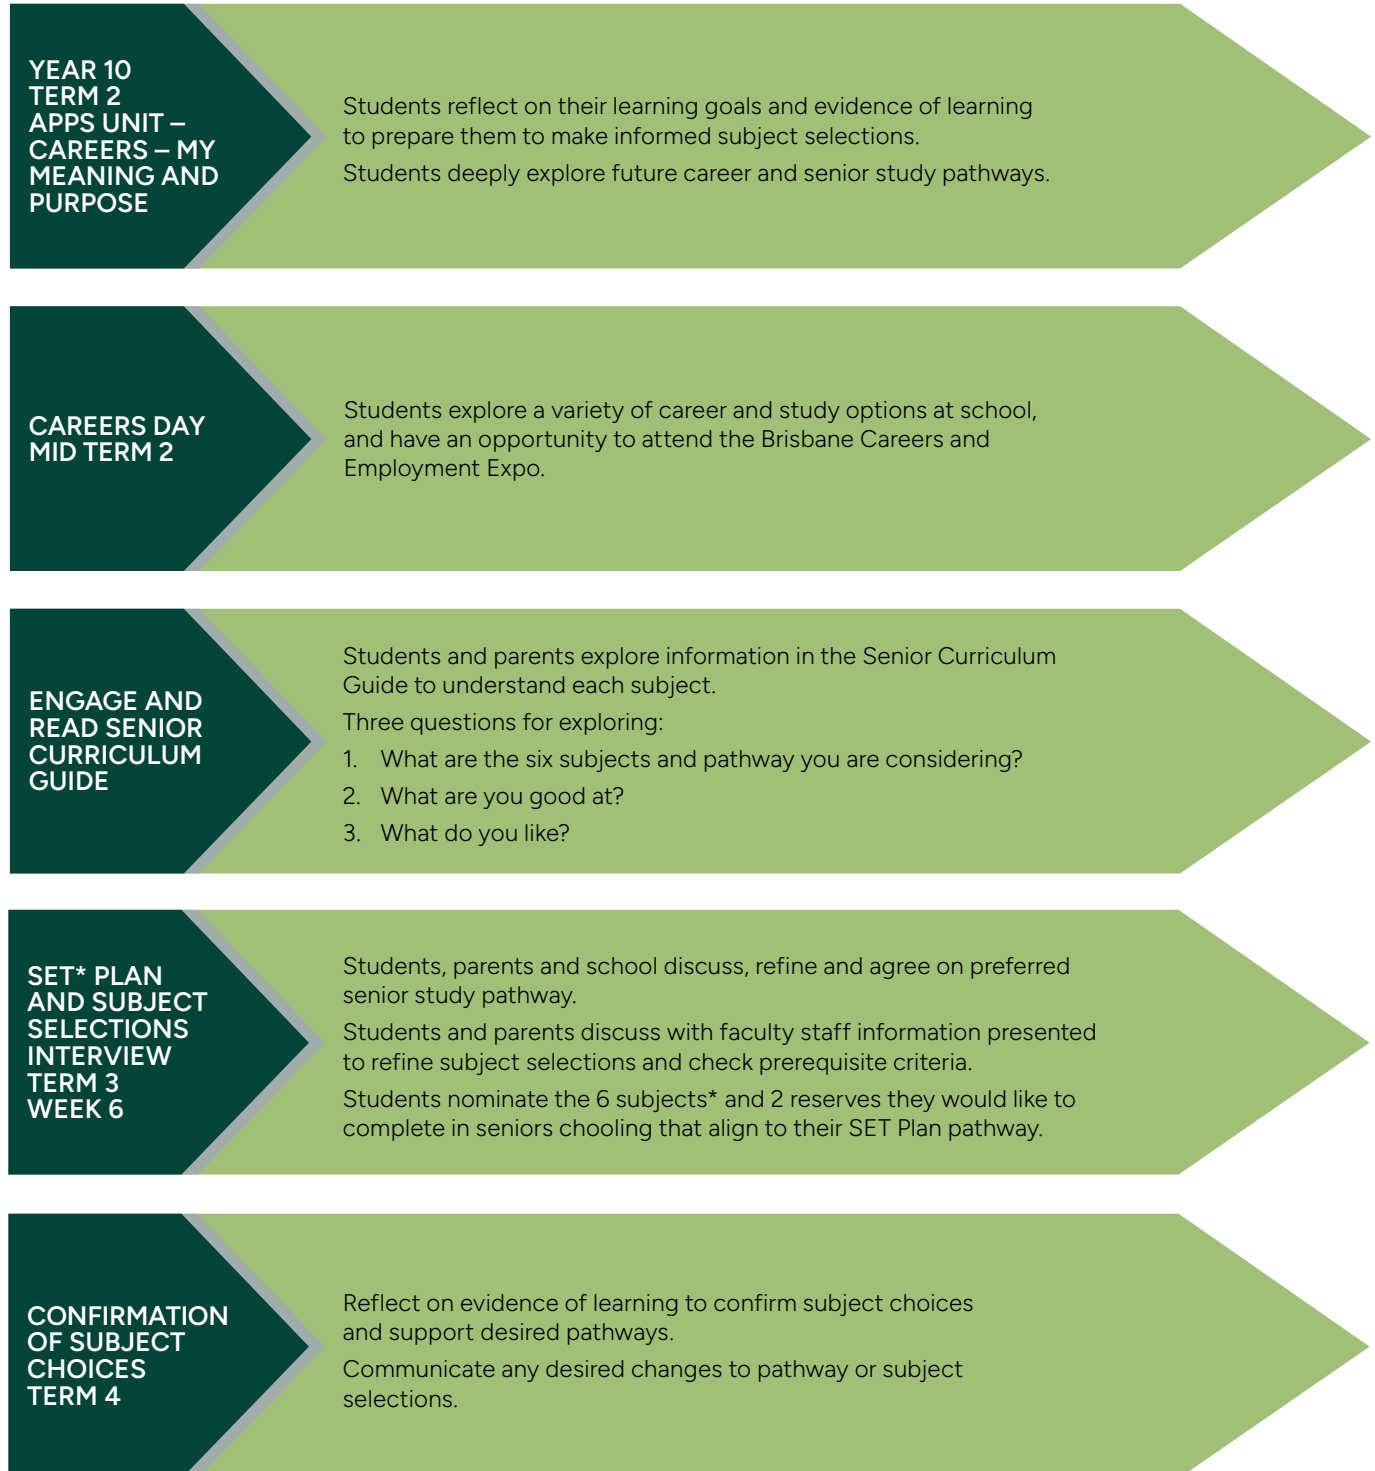 YEAR 10
TERM 2
APPS UNIT –
CAREERS – MY
MEANING AND
PURPOSE
Students reflect on their learning goals and evidence of learning
to prepare them to make informed subject selections.
Students deeply explore future career and senior study pathways.
CAREERS DAY
MID TERM 2
Students explore a variety of career and study options at school,
and have an opportunity to attend the Brisbane Careers and
Employment Expo.
ENGAGE AND
READ SENIOR
CURRICULUM
GUIDE
Students and parents explore information in the Senior Curriculum
Guide to understand each subject.
Three questions for exploring:
1. What are the six subjects and pathway you are considering?
2. What are you good at?
3. What do you like?
SET* PLAN
AND SUBJECT
SELECTIONS
INTERVIEW
TERM 3
WEEK 6
Students, parents and school discuss, refine and agree on preferred
senior study pathway.
Students and parents discuss with faculty staff information presented
to refine subject selections and check prerequisite criteria.
Students nominate the 6 subjects* and 2 reserves they would like to
complete in seniors chooling that align to their SET Plan pathway.
CONFIRMATION
OF SUBJECT
CHOICES
TERM 4
Reflect on evidence of learning to confirm subject choices
and support desired pathways.
Communicate any desired changes to pathway or subject
selections.